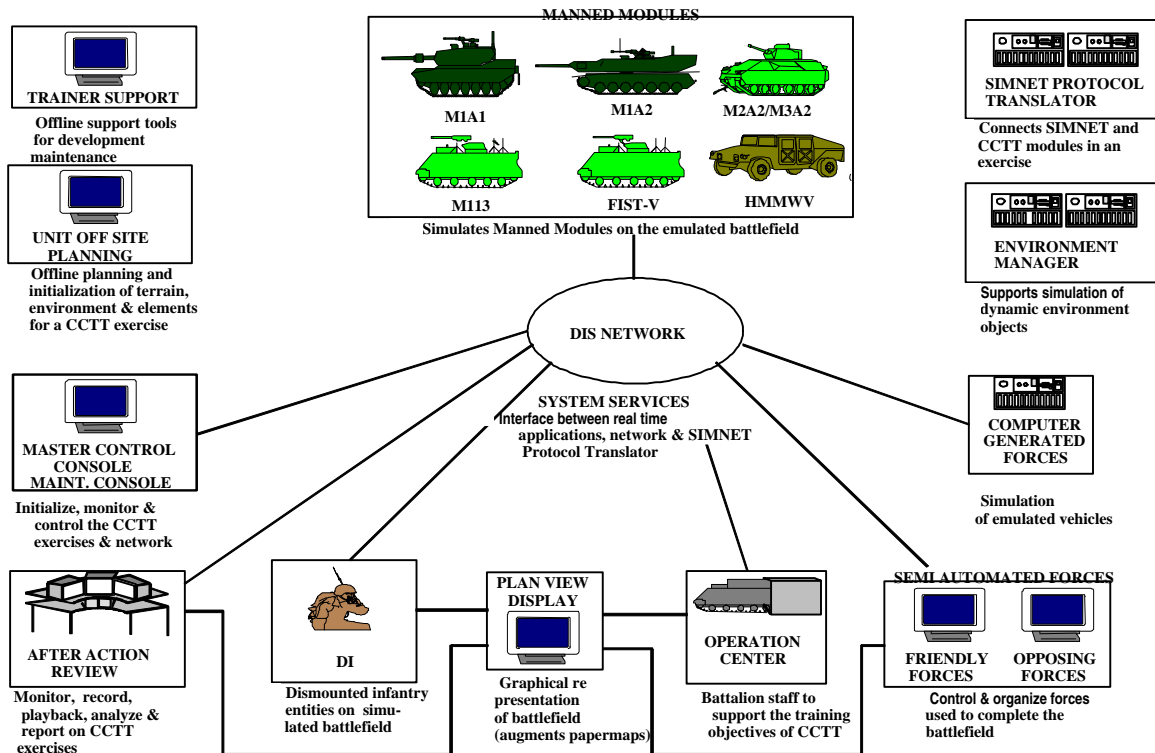 MANNED MODULES
M1A1
M1A2
M2A2/M3A2
M113
FIST-V
HMMWV
Simulates Manned Modules on the emulated battlefield
TRAINER SUPPORT
Offline support tools
for development
maintenance
UNIT OFF SITE
PLANNING
Offline planning and
initialization of terrain,
environment & elements
for a CCTT exercise
SIMNET PROTOCOL
TRANSLATOR
Connects SIMNET and
CCTT modules in an
exercise
ENVIRONMENT
MANAGER
Supports simulation of
dynamic environment
objects
DIS NETWORK
SYSTEM SERVICES
Interface between real time
applications, network & SIMNET
Protocol Translator
MASTER CONTROL
CONSOLE
MAINT. CONSOLE
Initialize, monitor &
control the CCTT
exercises & network
COMPUTER
GENERATED
FORCES
Simulation
of emulated vehicles
AFTER ACTION
REVIEW
Monitor, record,
playback, analyze &
report on CCTT
exercises
DI
Dismounted infantry
entities on simu-
lated battlefield
PLAN VIEW
DISPLAY
Graphical re
presentation
of battlefield
(augments papermaps)
OPERATION
CENTER
Battalion staff to
support the training
objectives of CCTT
SEMI AUTOMATED FORCES
FRIENDLY
FORCES
OPPOSING
FORCES
Control & organize forces
used to complete the
battlefield